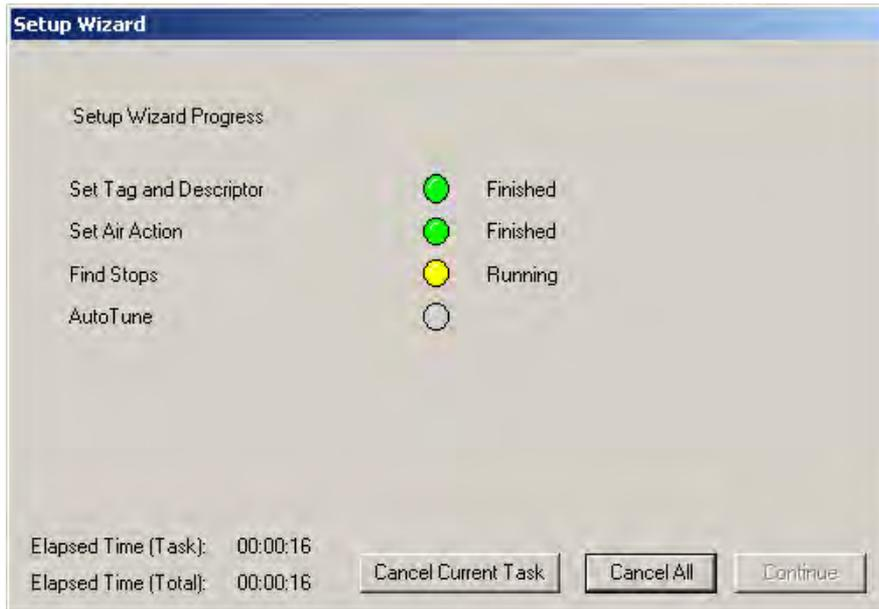 Setup Wizard
Setup Wizard Progress
Set Tag and Descriptor Finished
Set Air Action Finished
Find Stops Running
AutoTune
Elapsed Time (Task): 00:00:16
Elapsed Time (Total): 00:00:16
Cancel Current Task Cancel All Continue